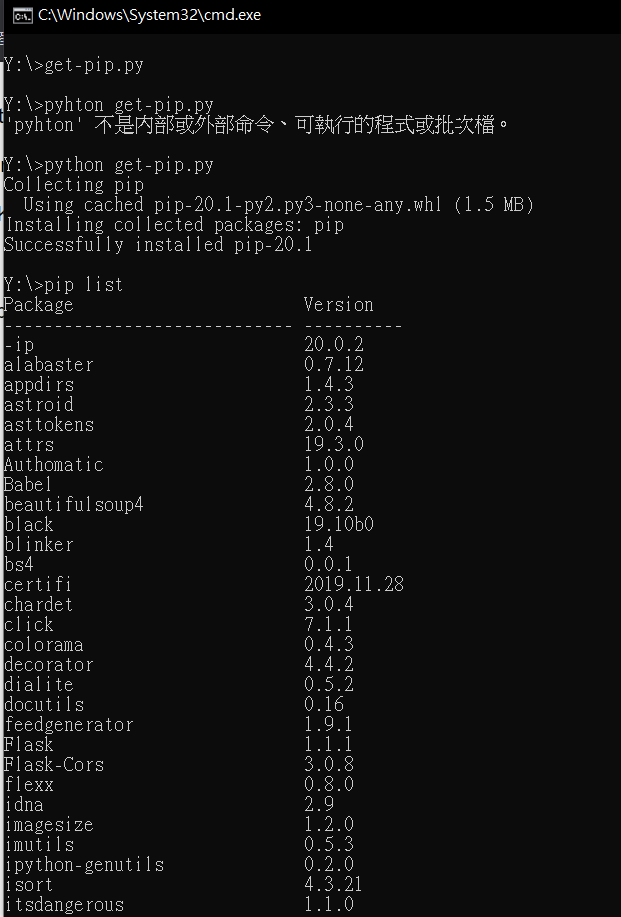 C:\Windows\System32\cmd.exe
Y:\>get-pip.py
Y:\>pyhton get-pip.py
'pyhton' 不是內部或外部命令、可執行的程式或批次檔。
Y:\>python get-pip.py
Collecting pip
  Using cached pip-20.1-py2.py3-none-any.whl (1.5 MB)
Installing collected packages: pip
Successfully installed pip-20.1
Y:\>pip list
Package                       Version
----------------------------- ----------
-ip                           20.0.2
alabaster                     0.7.12
appdirs                       1.4.3
astroid                       2.3.3
asttokens                     2.0.4
attrs                         19.3.0
Authomatic                    1.0.0
Babel                         2.8.0
beautifulsoup4                4.8.2
black                         19.10b0
blinker                       1.4
bs4                           0.0.1
certifi                       2019.11.28
chardet                       3.0.4
click                         7.1.1
colorama                      0.4.3
decorator                     4.4.2
dialite                       0.5.2
docutils                      0.16
feedgenerator                 1.9.1
Flask                         1.1.1
Flask-Cors                    3.0.8
flexx                         0.8.0
idna                          2.9
imagesize                     1.2.0
imutils                       0.5.3
ipython-genutils              0.2.0
isort                         4.3.21
itsdangerous                  1.1.0